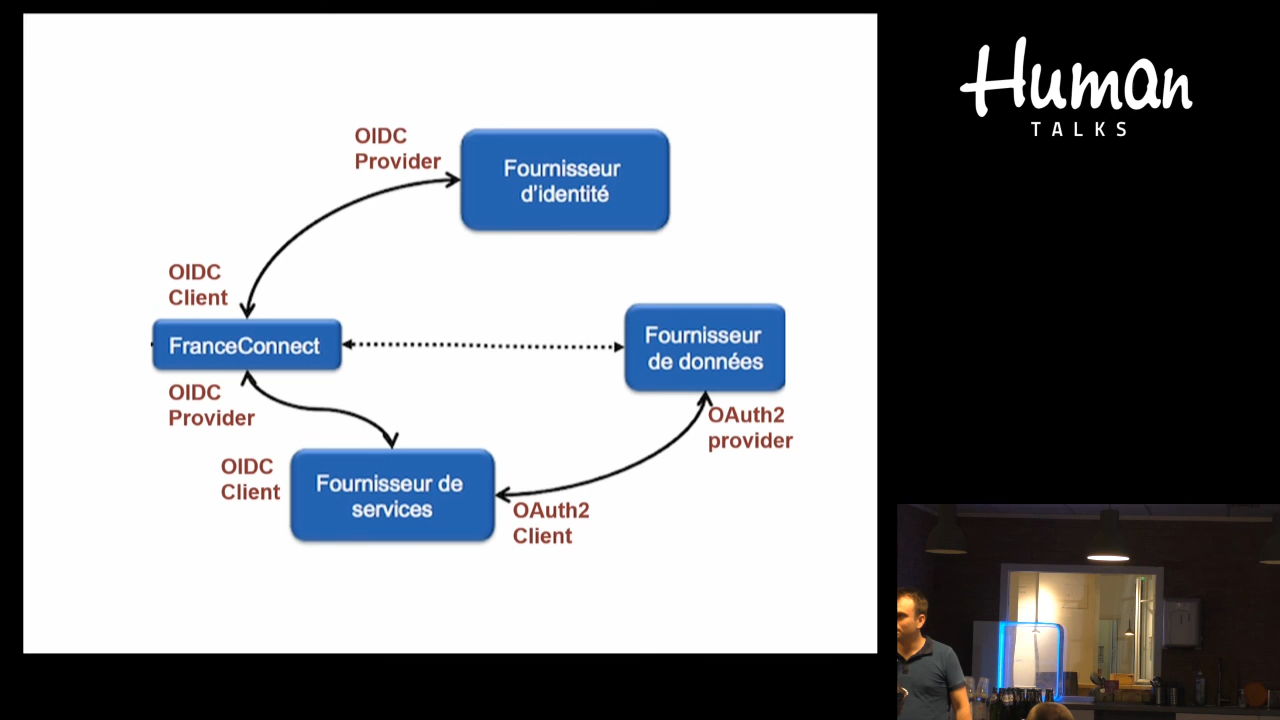 OIDC
Provider
Fournisseur
d'identité
OIDC
Client
FranceConnect
Fournisseur
de données
OIDC
Provider
OAuth2
provider
OIDC
Client
Fournisseur de
services
OAuth2
Client
Human
TALKS